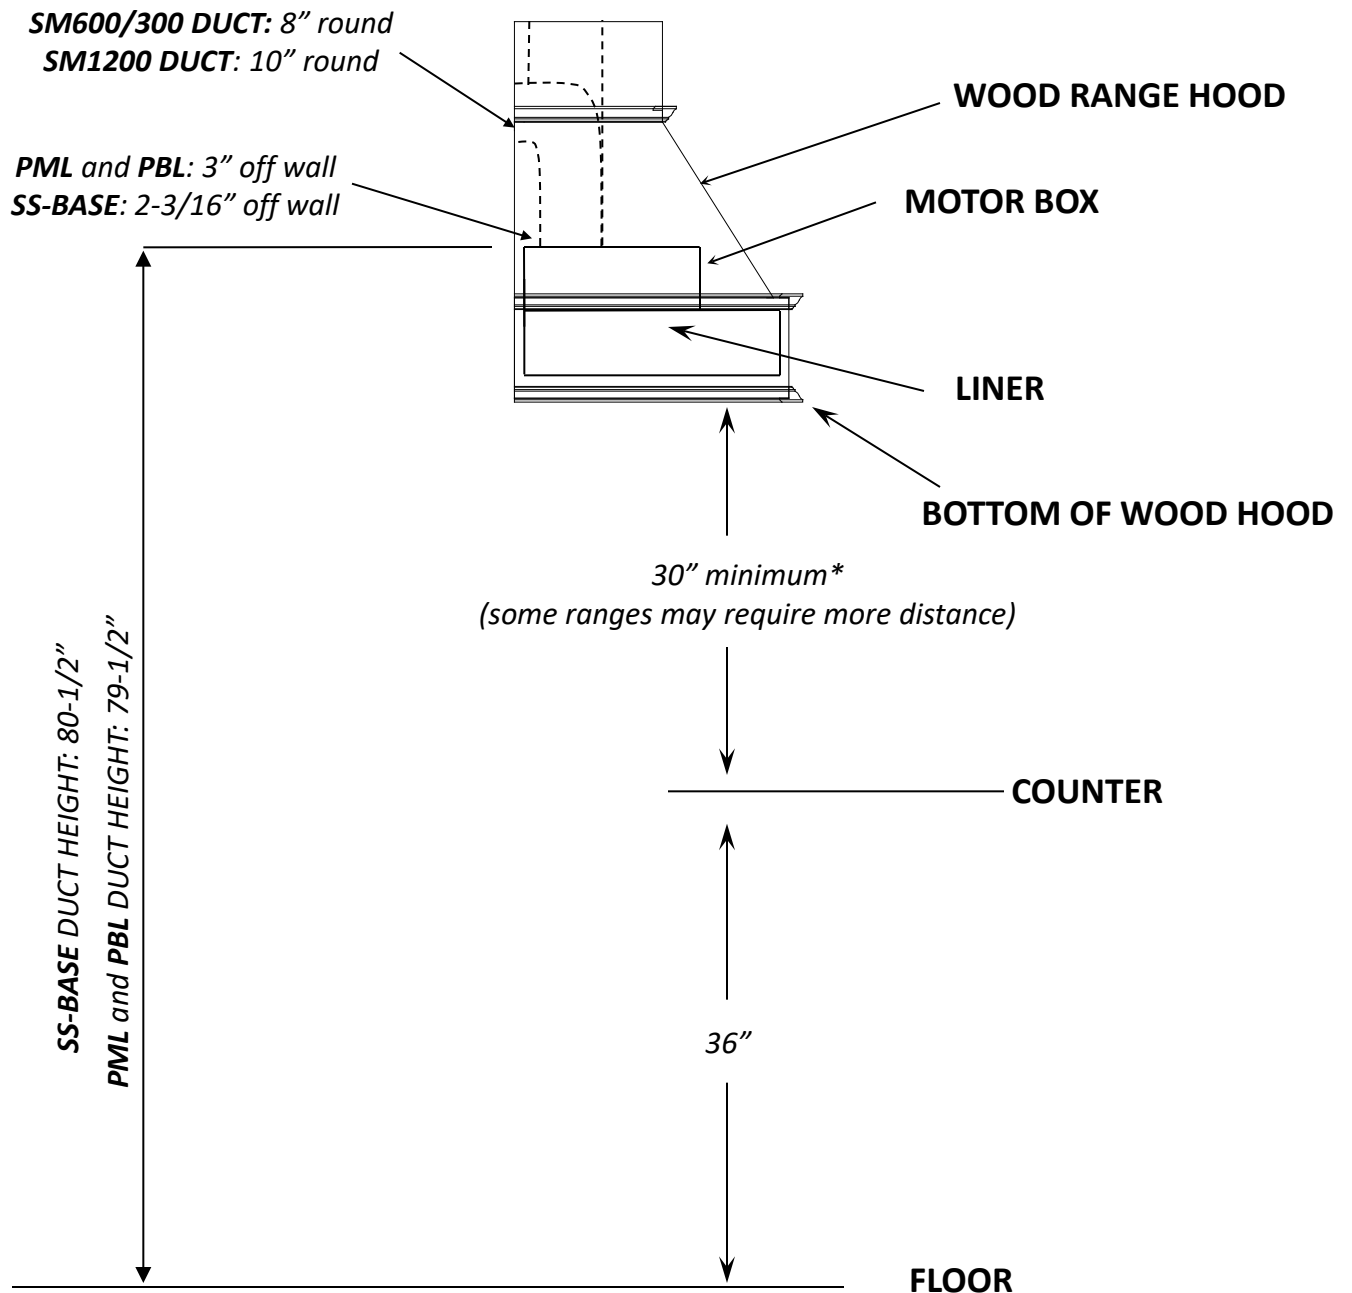 SM600/300 DUCT: 8” round
SM1200 DUCT: 10” round
WOOD RANGE HOOD
PML and PBL: 3” off wall
SS-BASE: 2-3/16” off wall
MOTOR BOX
LINER
BOTTOM OF WOOD HOOD
30” minimum*
(some ranges may require more distance)
SS-BASE DUCT HEIGHT: 80-1/2”
PML and PBL DUCT HEIGHT: 79-1/2”
COUNTER
36”
FLOOR